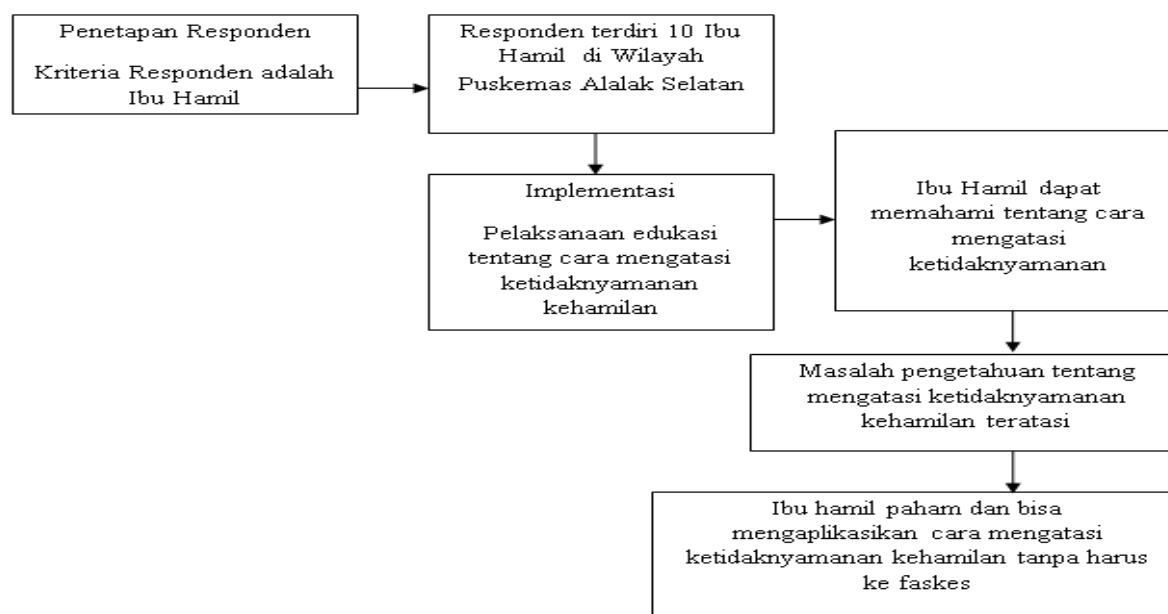 Penetapan Responden
Kriteria Responden adalah
Ibu Hamil
Responden terdiri 10 Ibu
Hamil di Wilayah
Puskemas Alalak Selatan
Implementasi
Pelaksanaan edukasi
tentang cara mengatasi
ketidaknyamanan
kehamilan
Ibu Hamil dapat
memahami tentang cara
mengatasi
ketidaknyamanan
Masalah pengetahuan tentang
mengatasi ketidaknyamanan
kehamilan teratasi
Ibu hamil paham dan bisa
mengaplikasikan cara mengatasi
ketidaknyamanan kehamilan tanpa harus
ke faskes